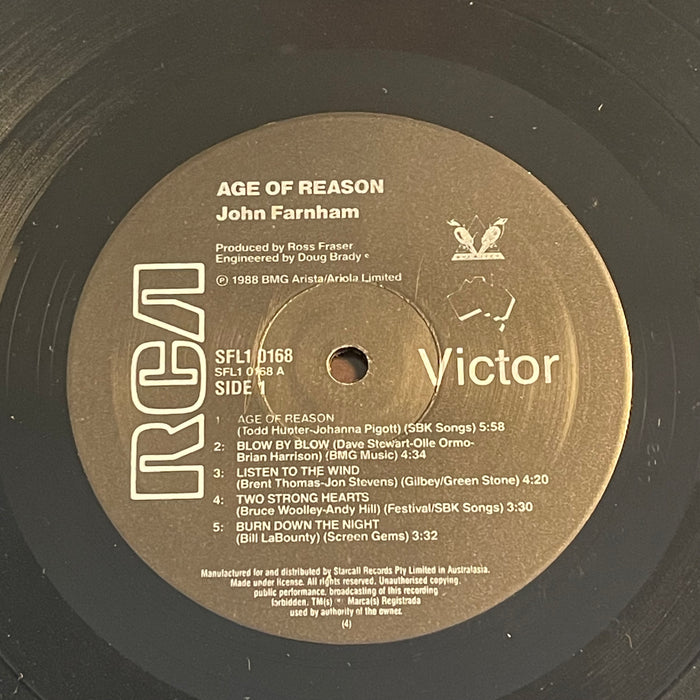 AGE OF REASON
John Farnham
Produced by Ross Fraser
Engineered by Doug Brady
℗ 1988 BMG Arista/Ariola Limited
RCA
Victor
SFL1 0168
SFL1 0168 A
SIDE 1
1 AGE OF REASON
(Todd Hunter-Johanna Pigott) (SBK Songs) 5:58
2: BLOW BY BLOW (Dave Stewart-Olle Ormo-
Brian Harrison) (BMG Music) 4:34
3: LISTEN TO THE WIND
(Brent Thomas-Jon Stevens) (Gilbey/Green Stone) 4:20
4: TWO STRONG HEARTS
(Bruce Woolley-Andy Hill) (Festival/SBK Songs) 3:30
5: BURN DOWN THE NIGHT
(Bill LaBounty) (Screen Gems) 3:32
Manufactured for and distributed by Starcall Records Pty Limited in Australasia.
Made under license. All rights reserved. Unauthorised copying,
public performance, broadcasting of this recording
forbidden. TM(s) ® Marca(s) Registrada
used by authority of the owner.
(4)